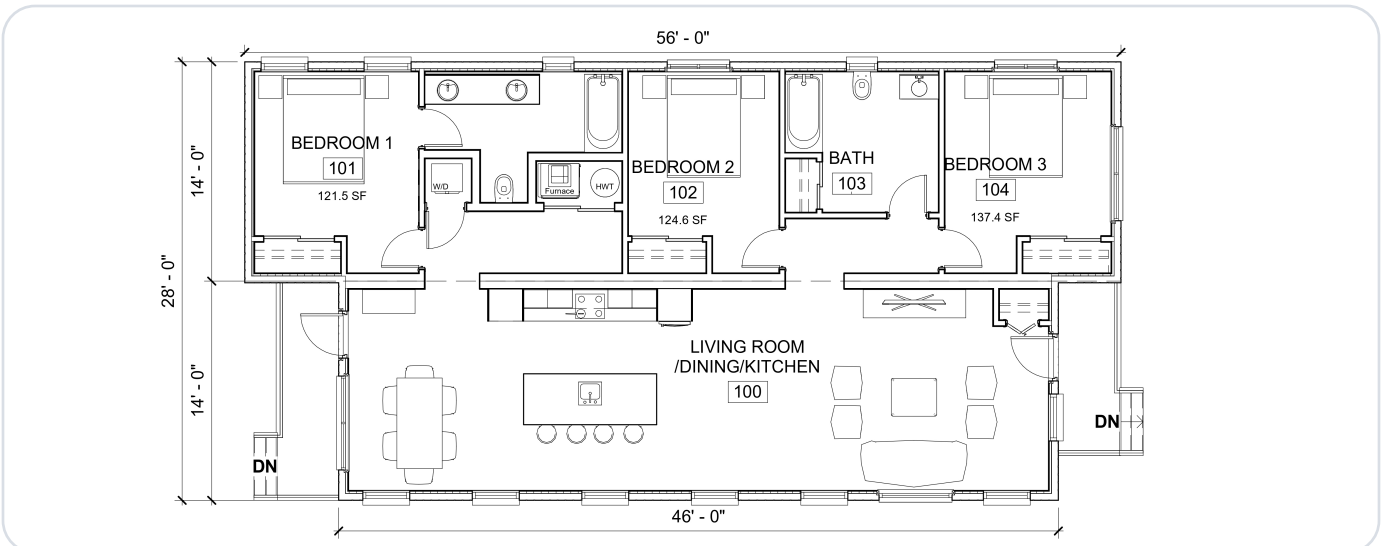 56' - 0"
14' - 0"
28' - 0"
14' - 0"
BEDROOM 1
101
121.5 SF
W/D
Furnace
HWT
BEDROOM 2
102
124.6 SF
BATH
103
BEDROOM 3
104
137.4 SF
LIVING ROOM
/DINING/KITCHEN
100
DN
DN
46' - 0"